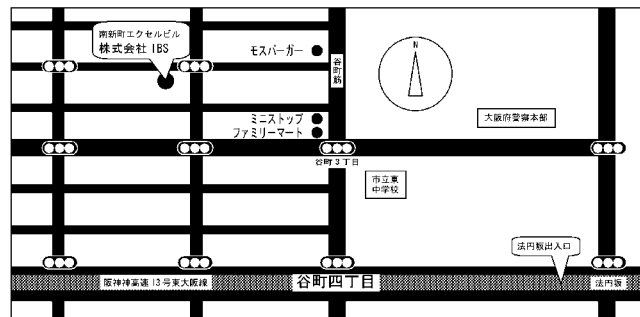 南新町エクセルビル
株式会社 IBS
モスバーガー
谷町筋
N
ミニストップ
ファミリーマート
大阪府警察本部
谷町3丁目
市立東
中学校
法円坂出入口
阪神神高速13号東大阪線
谷町四丁目
法円坂